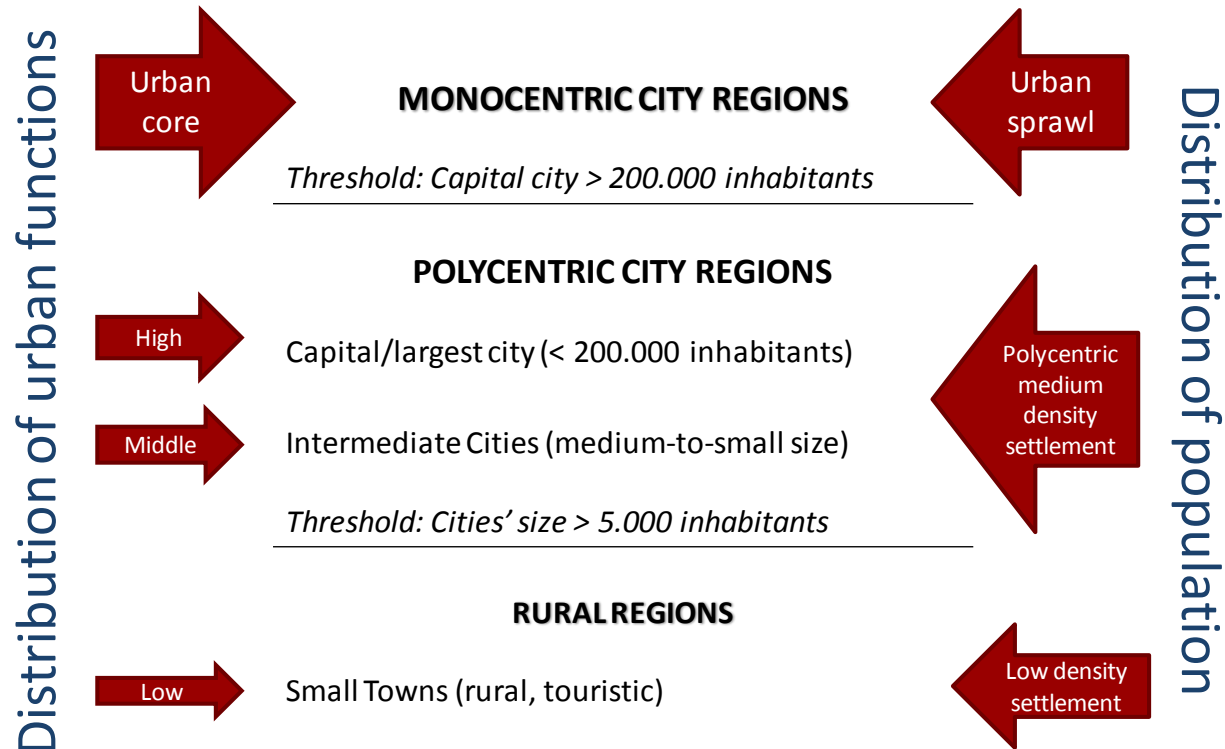 Distribution of urban functions
Urban
core
MONOCENTRIC CITY REGIONS
Urban
sprawl
Threshold: Capital city > 200.000 inhabitants
POLYCENTRIC CITY REGIONS
High
Capital/largest city (< 200.000 inhabitants)
Polycentric
medium
density
settlement
Middle
Intermediate Cities (medium-to-small size)
Threshold: Cities’ size > 5.000 inhabitants
RURAL REGIONS
Low
Small Towns (rural, touristic)
Low density
settlement
Distribution of population